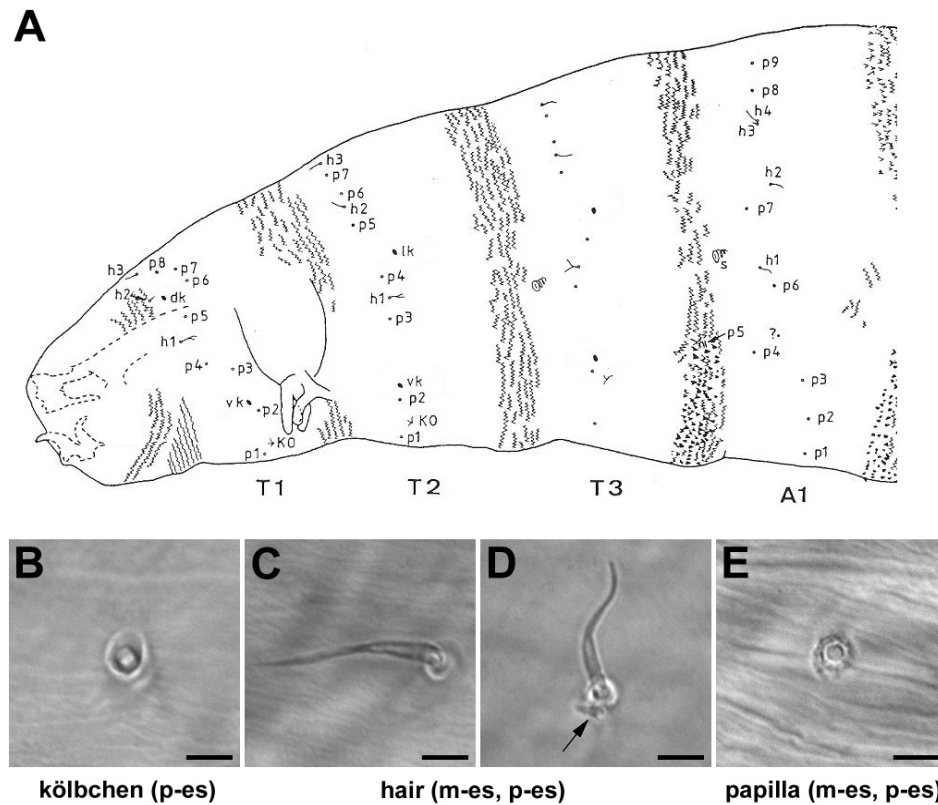 A
p9
p8
h4
h3
h2
p7
h1
s
p6
p5
?
p4
p3
p2
p1
h3
p7
p6
h2
p5
lk
p4
h1
p3
vk
p2
KO
p1
h3
p8
p7
p6
h2
dk
p5
h1
p4
p3
vk
p2
KO
p1
T1
T2
T3
A1
B
C
D
E
kölbchen (p-es)
hair (m-es, p-es)
papilla (m-es, p-es)